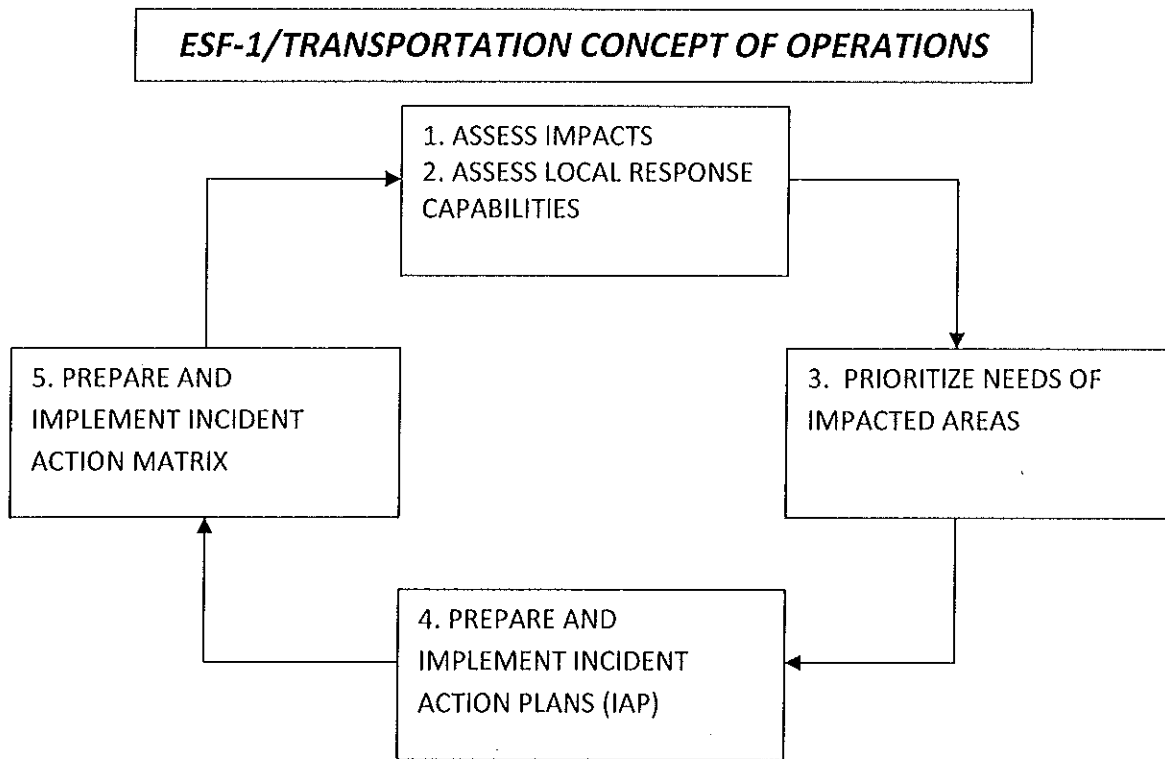 ESF-1/TRANSPORTATION CONCEPT OF OPERATIONS
1. ASSESS IMPACTS
2. ASSESS LOCAL RESPONSE
CAPABILITIES
3. PRIORITIZE NEEDS OF
IMPACTED AREAS
4. PREPARE AND
IMPLEMENT INCIDENT
ACTION PLANS (IAP)
5. PREPARE AND
IMPLEMENT INCIDENT
ACTION MATRIX